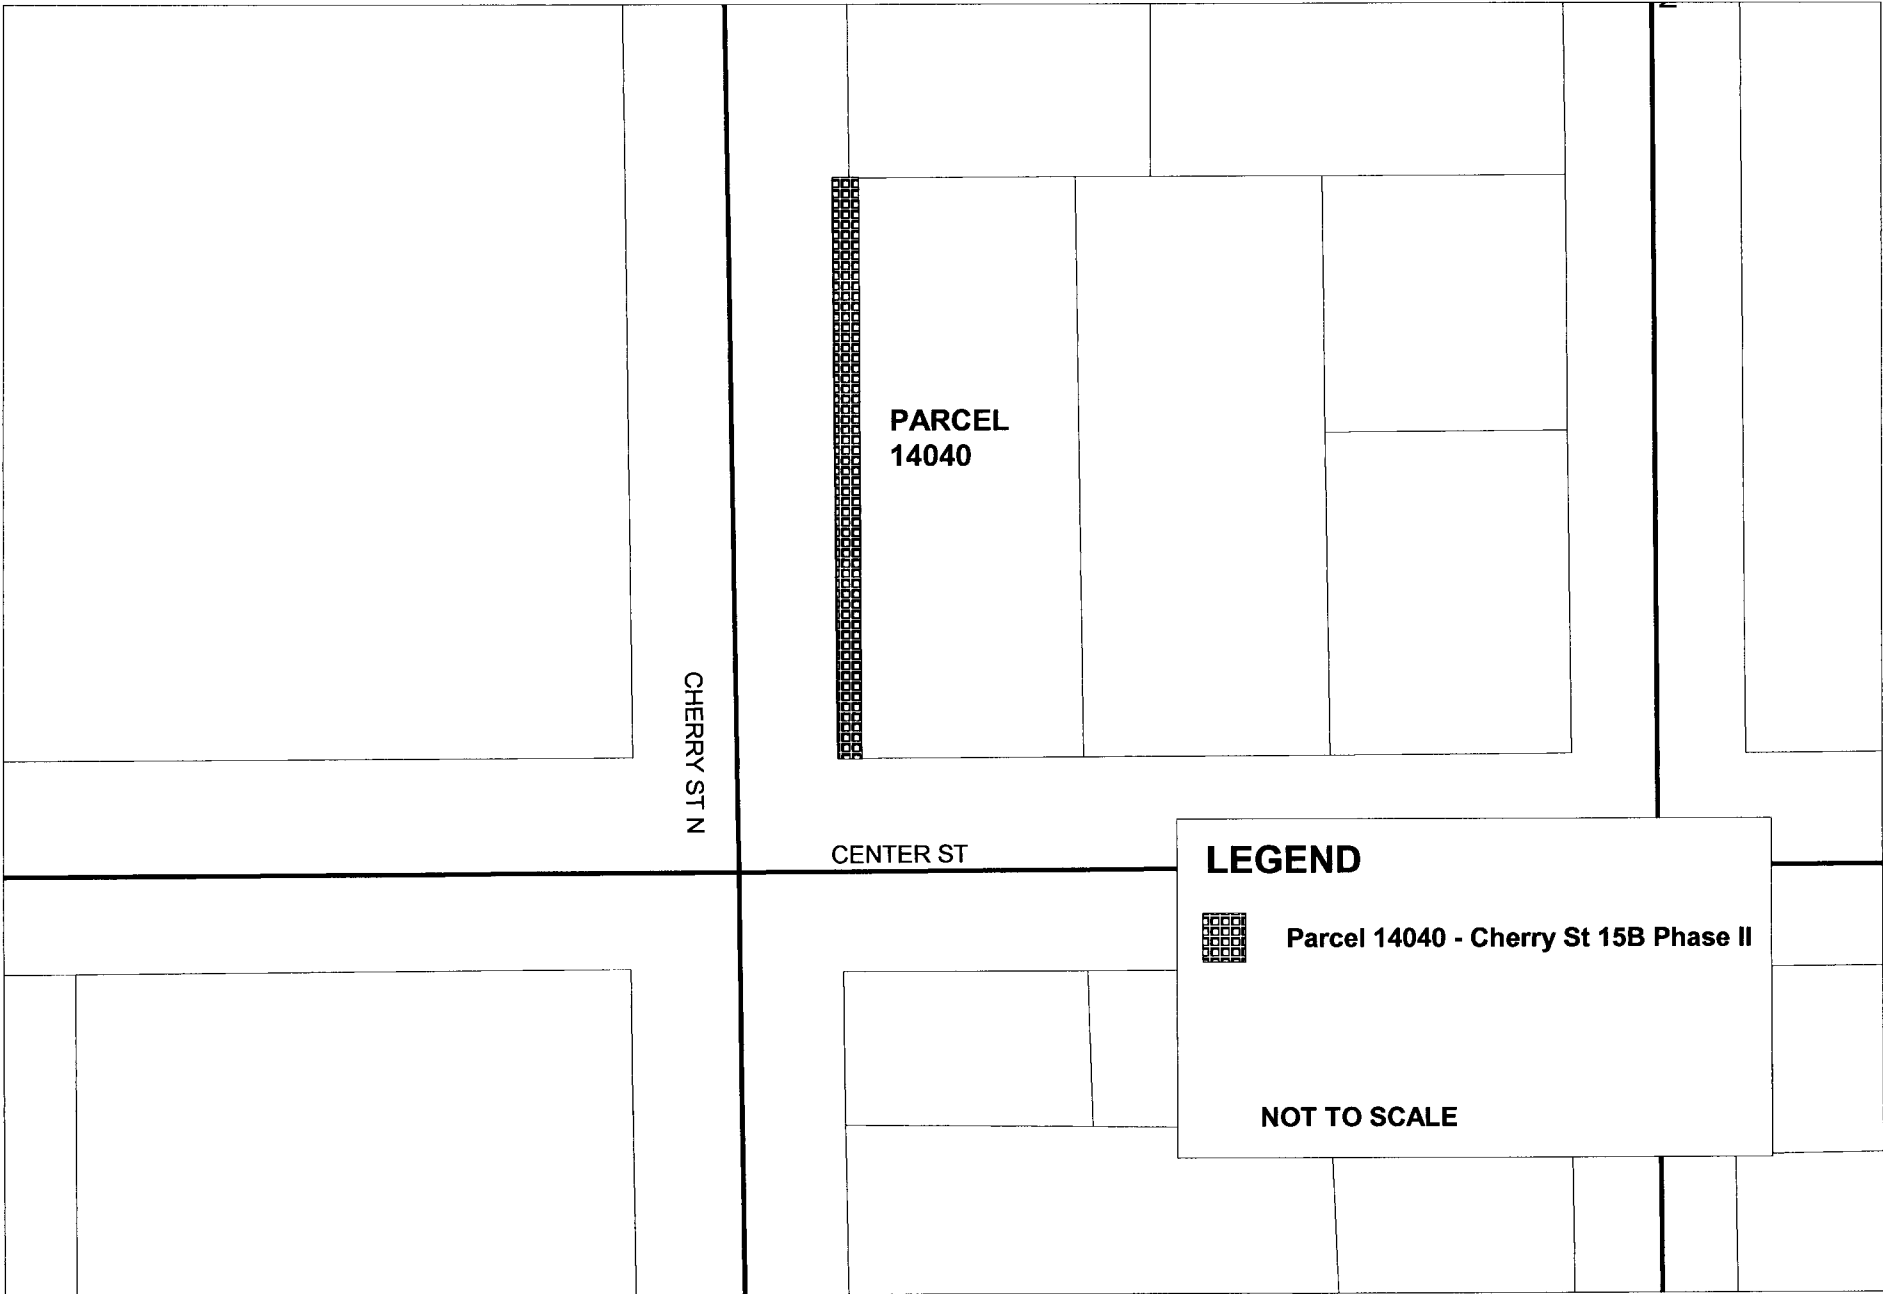 PARCEL
14040
CHERRY ST N
CENTER ST
LEGEND
Parcel 14040 - Cherry St 15B Phase II
NOT TO SCALE